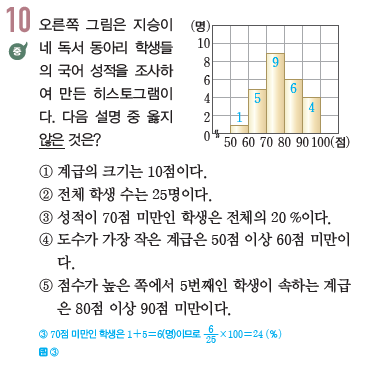 10
중
오른쪽 그림은 지승이
네 독서 동아리 학생들
의 국어 성적을 조사하
여 만든 히스토그램이
다. 다음 설명 중 옳지
않은 것은?
(명)
10
8
6
4
2
0
1
5
9
6
4
50 60 70 80 90 100(점)
① 계급의 크기는 10점이다.
② 전체 학생 수는 25명이다.
③ 성적이 70점 미만인 학생은 전체의 20 %이다.
④ 도수가 가장 작은 계급은 50점 이상 60점 미만이
다.
⑤ 점수가 높은 쪽에서 5번째인 학생이 속하는 계급
은 80점 이상 90점 미만이다.
③ 70점 미만인 학생은 1+5=6(명)이므로 6/25×100=24 (%)
답 ③